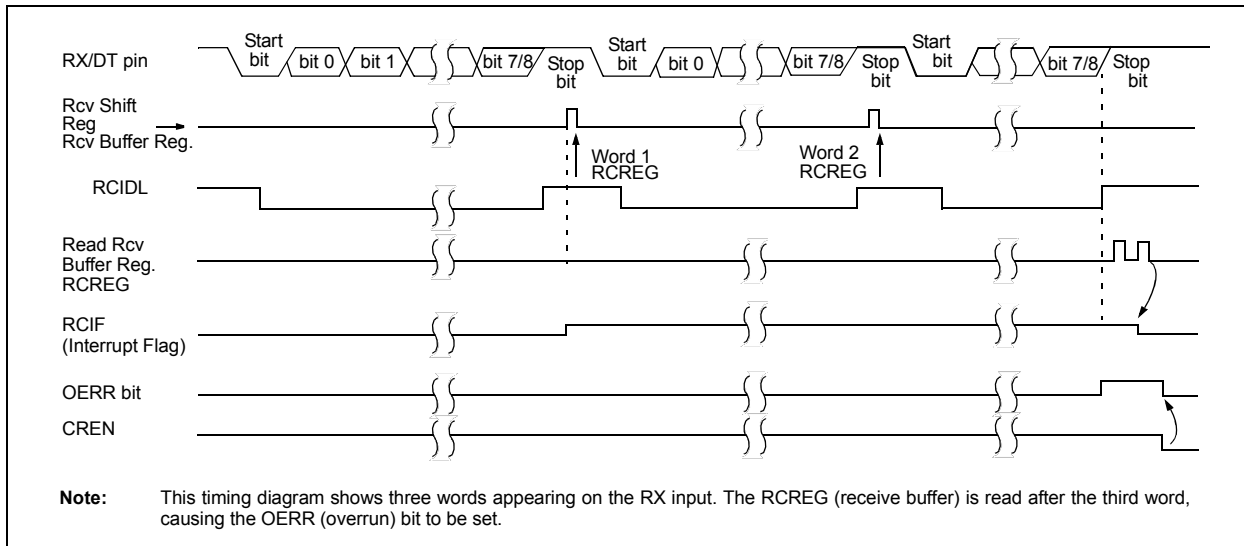 Start
bit
bit 0
bit 1
bit 7/8
Stop
bit
Start
bit
bit 0
bit 7/8
Stop
bit
Start
bit
bit 7/8
Stop
bit
RX/DT pin
Rcv Shift
Reg
Rcv Buffer Reg.
Word 1
RCREG
Word 2
RCREG
RCIDL
Read Rcv
Buffer Reg.
RCREG
RCIF
(Interrupt Flag)
OERR bit
CREN
Note: This timing diagram shows three words appearing on the RX input. The RCREG (receive buffer) is read after the third word,
causing the OERR (overrun) bit to be set.